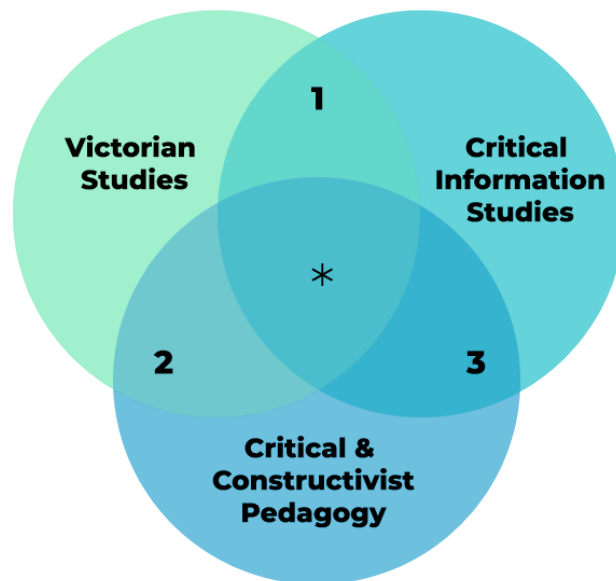 1
Victorian
Studies
Critical
Information
Studies
*
2
3
Critical &
Constructivist
Pedagogy